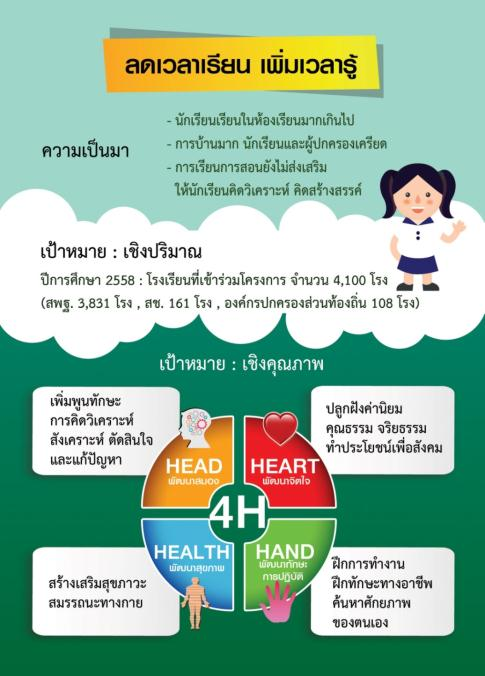 ลดเวลาเรียน เพิ่มเวลารู้
ความเป็นมา
- นักเรียนเรียนในห้องเรียนมากเกินไป
- การบ้านมาก นักเรียนและผู้ปกครองเครียด
- การเรียนการสอนยังไม่ส่งเสริม
ให้นักเรียนคิดวิเคราะห์ คิดสร้างสรรค์
เป้าหมาย : เชิงปริมาณ
ปีการศึกษา 2558 : โรงเรียนที่เข้าร่วมโครงการ จำนวน 4,100 โรง
(สพฐ. 3,831 โรง , สช. 161 โรง , องค์กรปกครองส่วนท้องถิ่น 108 โรง)
เป้าหมาย : เชิงคุณภาพ
เพิ่มพูนทักษะ
การคิดวิเคราะห์
สังเคราะห์ ตัดสินใจ
และแก้ปัญหา
ปลูกฝังค่านิยม
คุณธรรม จริยธรรม
ทำประโยชน์เพื่อสังคม
HEAD
พัฒนาสมอง
HEART
พัฒนาจิตใจ
4H
HEALTH
พัฒนาสุขภาพ
HAND
พัฒนาทักษะ
การปฏิบัติ
สร้างเสริมสุขภาวะ
สมรรถนะทางกาย
ฝึกการทำงาน
ฝึกทักษะทางอาชีพ
ค้นหาศักยภาพ
ของตนเอง